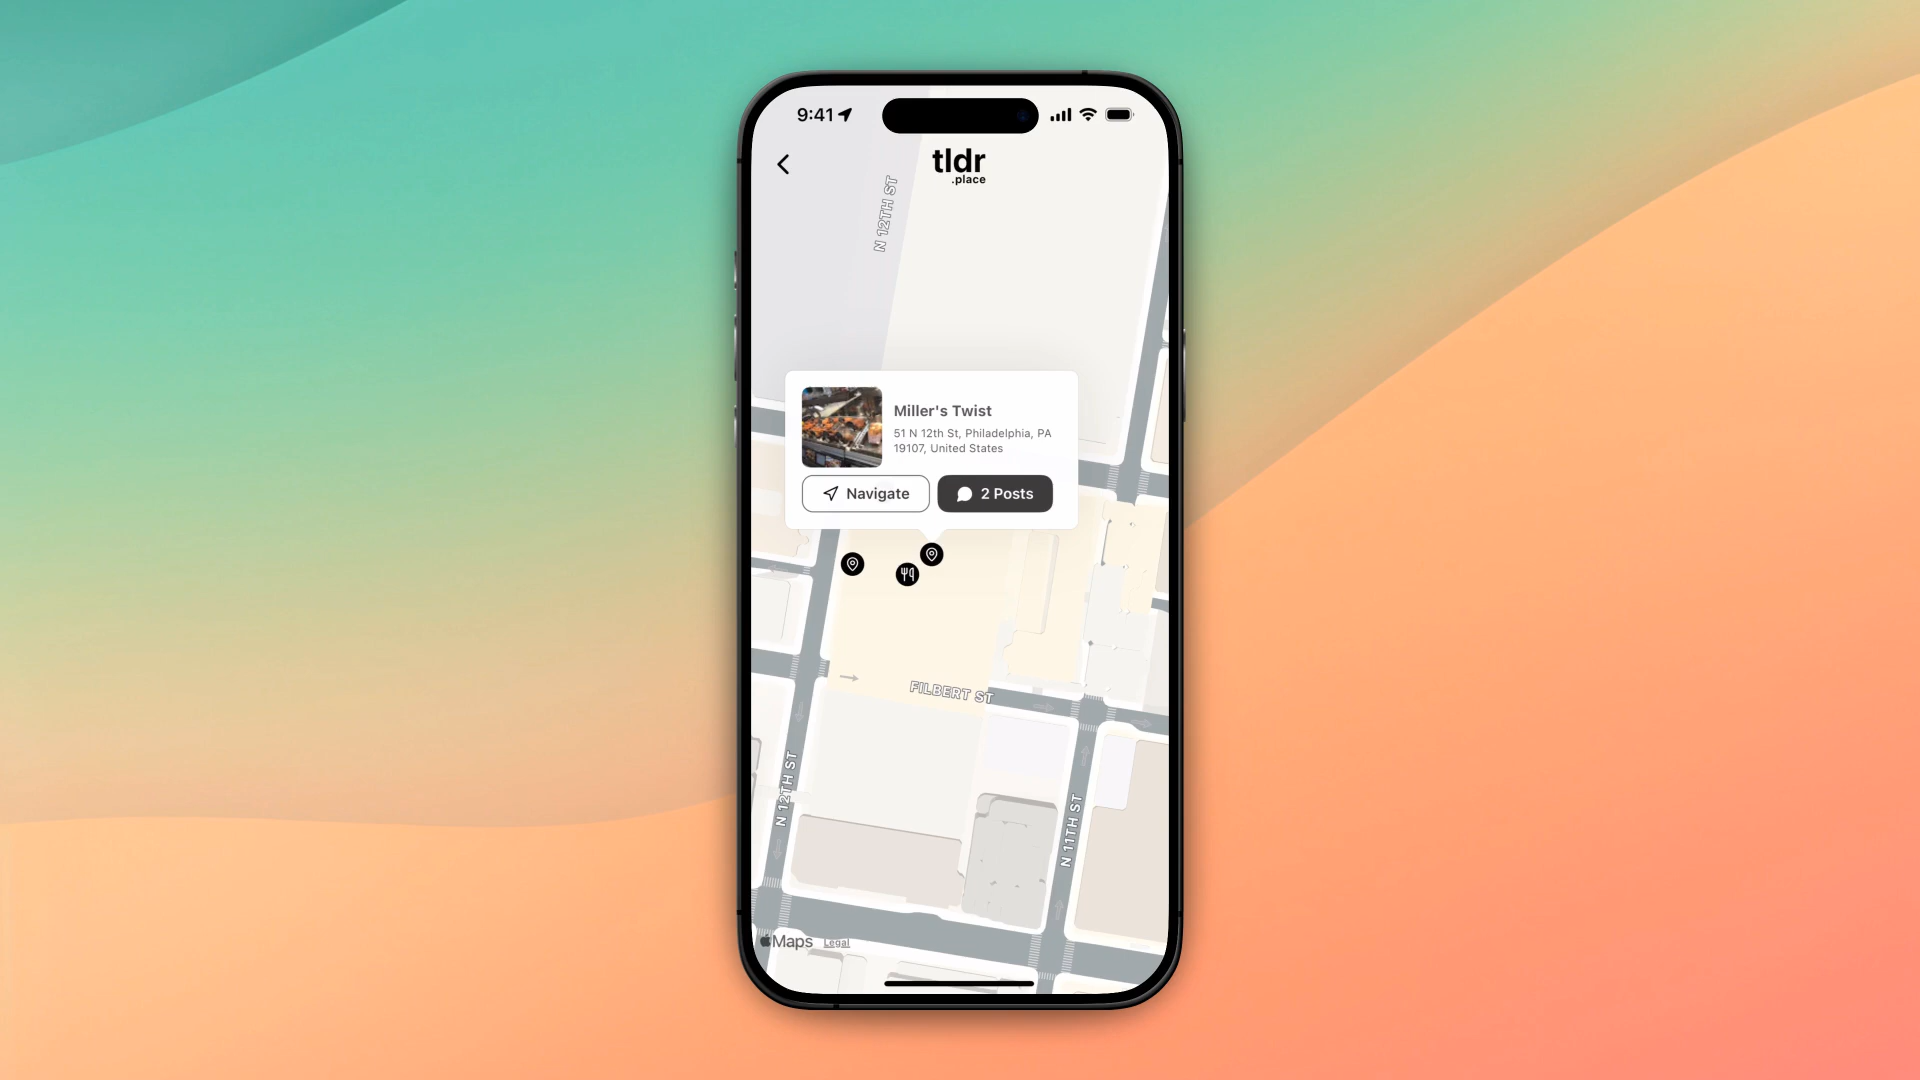 9:41
tldr
.place
N 12TH ST
Miller's Twist
51 N 12th St, Philadelphia, PA
19107, United States
Navigate
2 Posts
FILBERT ST
N 12TH ST
N 11TH ST
Maps Legal